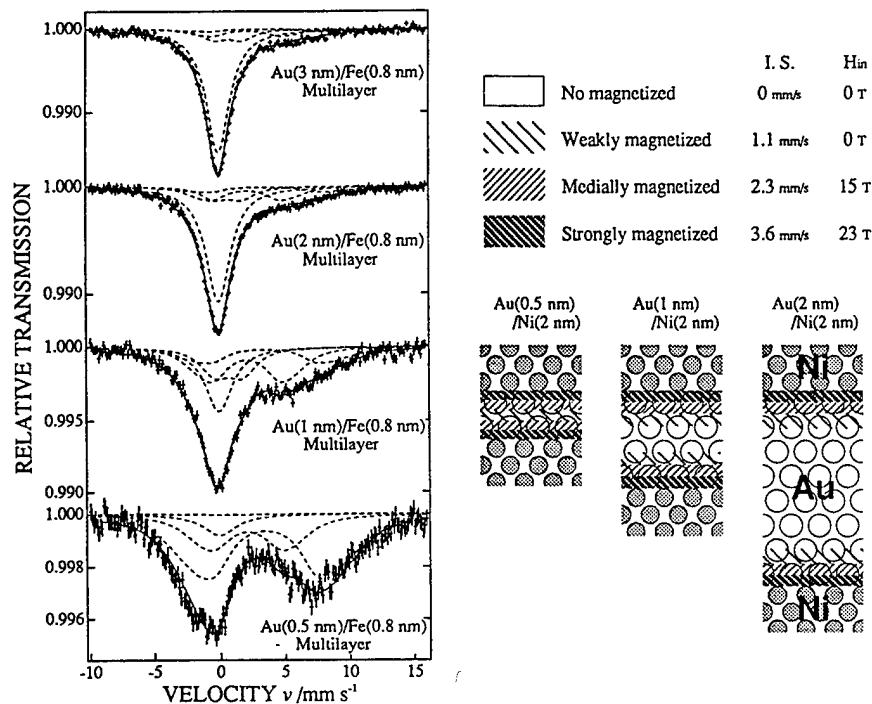 1.000
Au(3 nm)/Fe(0.8 nm)
Multilayer
0.990
1.000
Au(2 nm)/Fe(0.8 nm)
Multilayer
0.990
1.000
Au(1 nm)/Fe(0.8 nm)
Multilayer
0.995
0.990
1.000
0.998
0.996
Au(0.5 nm)/Fe(0.8 nm)
Multilayer
-10 -5 0 5 10 15
VELOCITY v /mm s-1
RELATIVE TRANSMISSION
I. S. Hin
No magnetized 0 mm/s 0 T
Weakly magnetized 1.1 mm/s 0 T
Medially magnetized 2.3 mm/s 15 T
Strongly magnetized 3.6 mm/s 23 T
Au(0.5 nm)
/Ni(2 nm)
Au(1 nm)
/Ni(2 nm)
Au(2 nm)
/Ni(2 nm)
Ni
Au
Ni